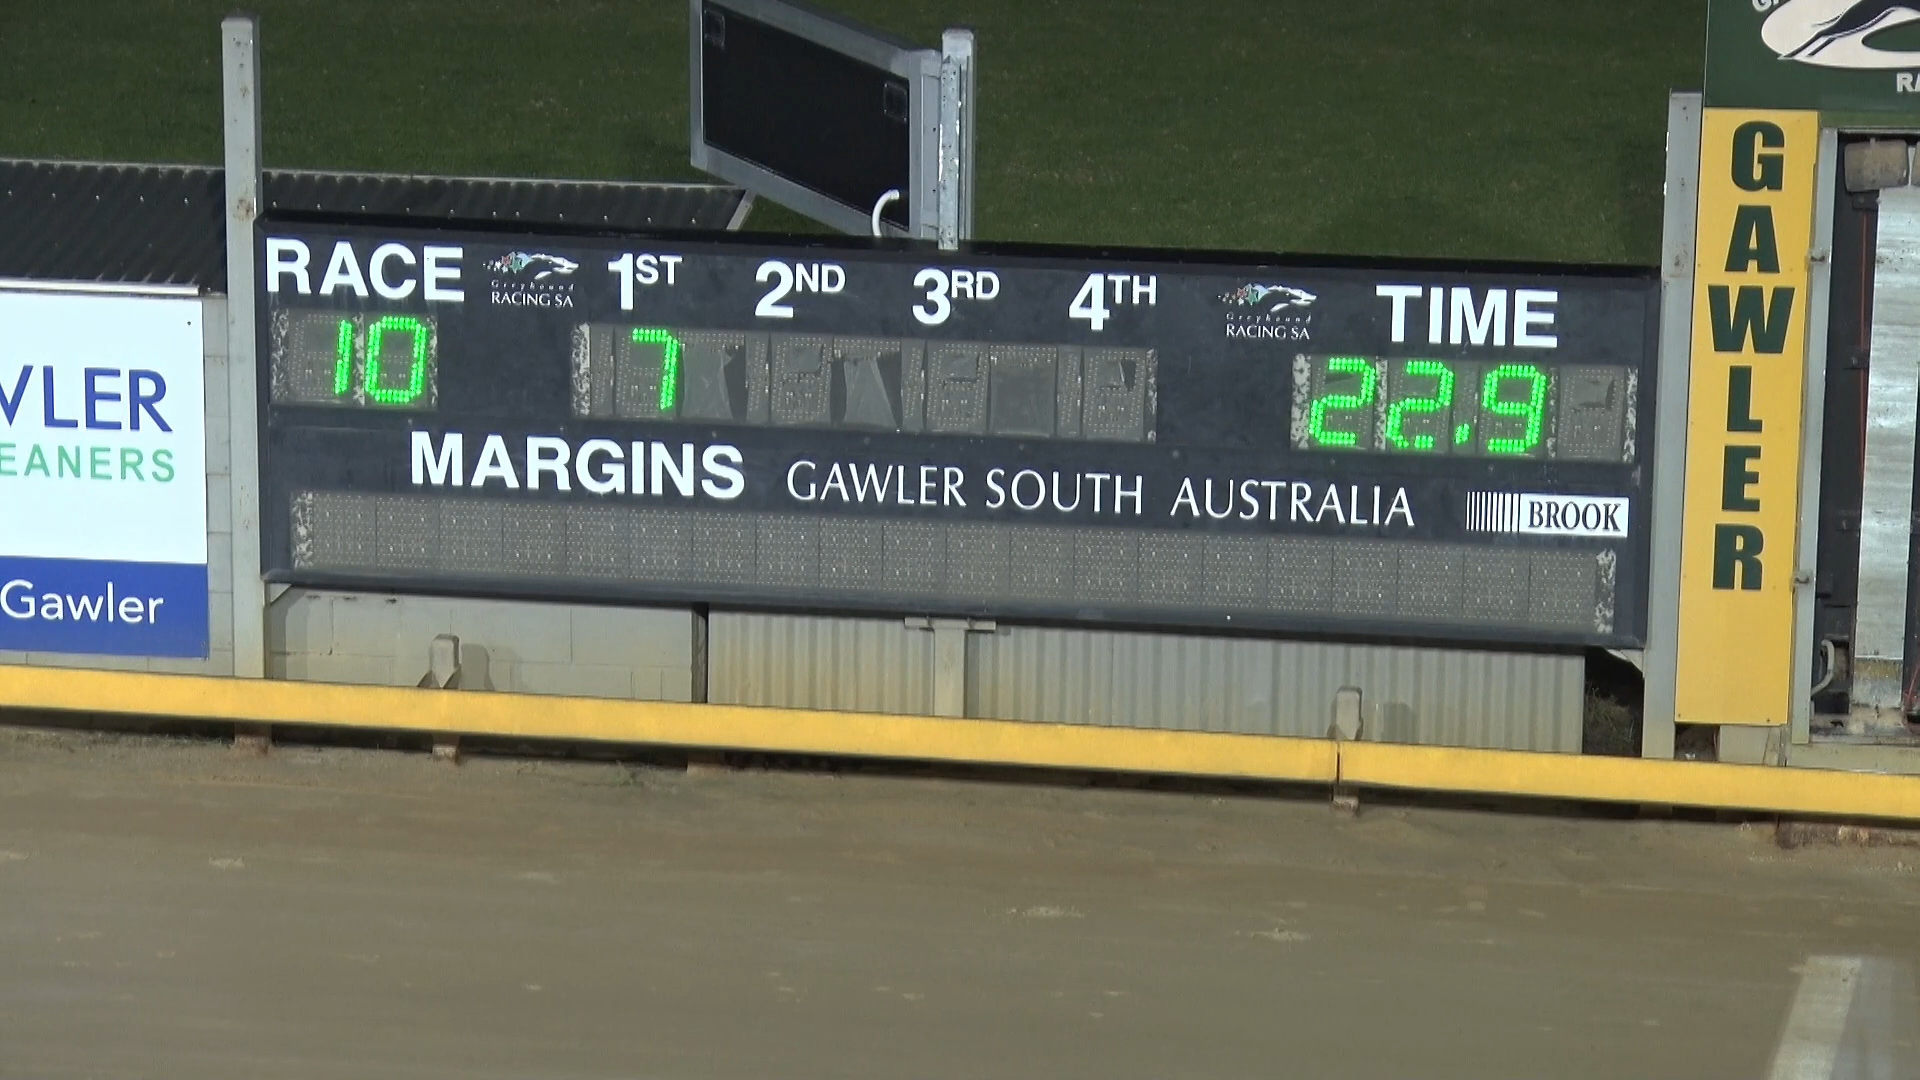 RACE
Greyhound
RACING SA
1ST
2ND
3RD
4TH
Greyhound
RACING SA
TIME
10
7
22.9
MARGINS
GAWLER SOUTH AUSTRALIA
BROOK
GAWLER
EANERS
Gawler